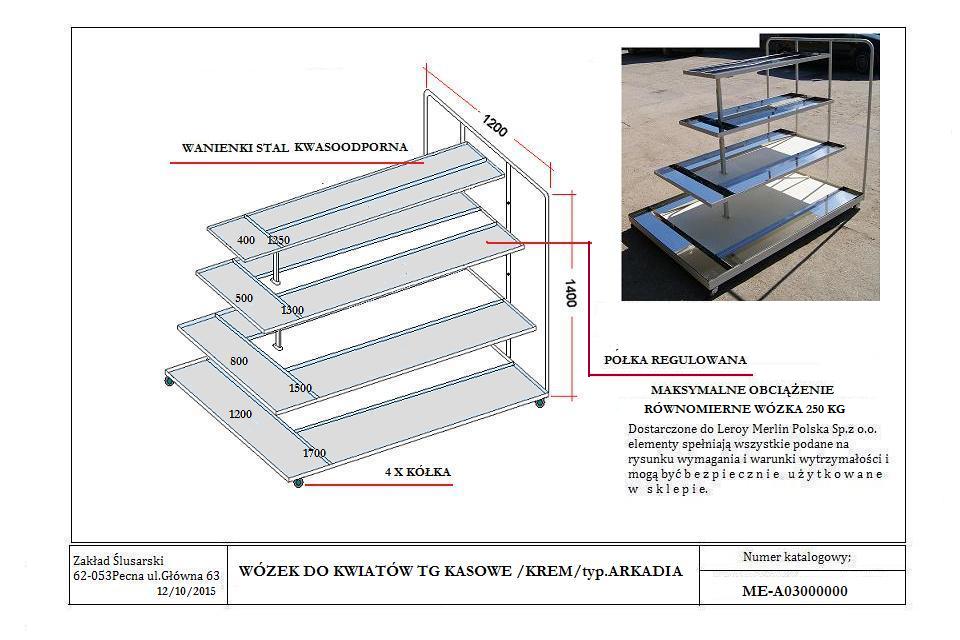 1200
WANIENKI STAL KWASOODPORNA
400 1250
500
1300
1400
800
1500
1200
1700
PÓŁKA REGULOWANA
MAKSYMALNE OBCIĄŻENIE
RÓWNOMIERNE WÓZKA 250 KG
Dostarczone do Leroy Merlin Polska Sp.z o.o.
elementy spełniają wszystkie podane na
rysunku wymagania i warunki wytrzymałości i
mogą być b e z p i e c z n i e u ż y t k o w a n e
w s k l e p i e.
4 X KÓŁKA
Zakład Ślusarski
62-053Pecna ul.Główna 63
12/10/2015
WÓZEK DO KWIATÓW TG KASOWE /KREM/typ.ARKADIA
Numer katalogowy;
ME-A03000000